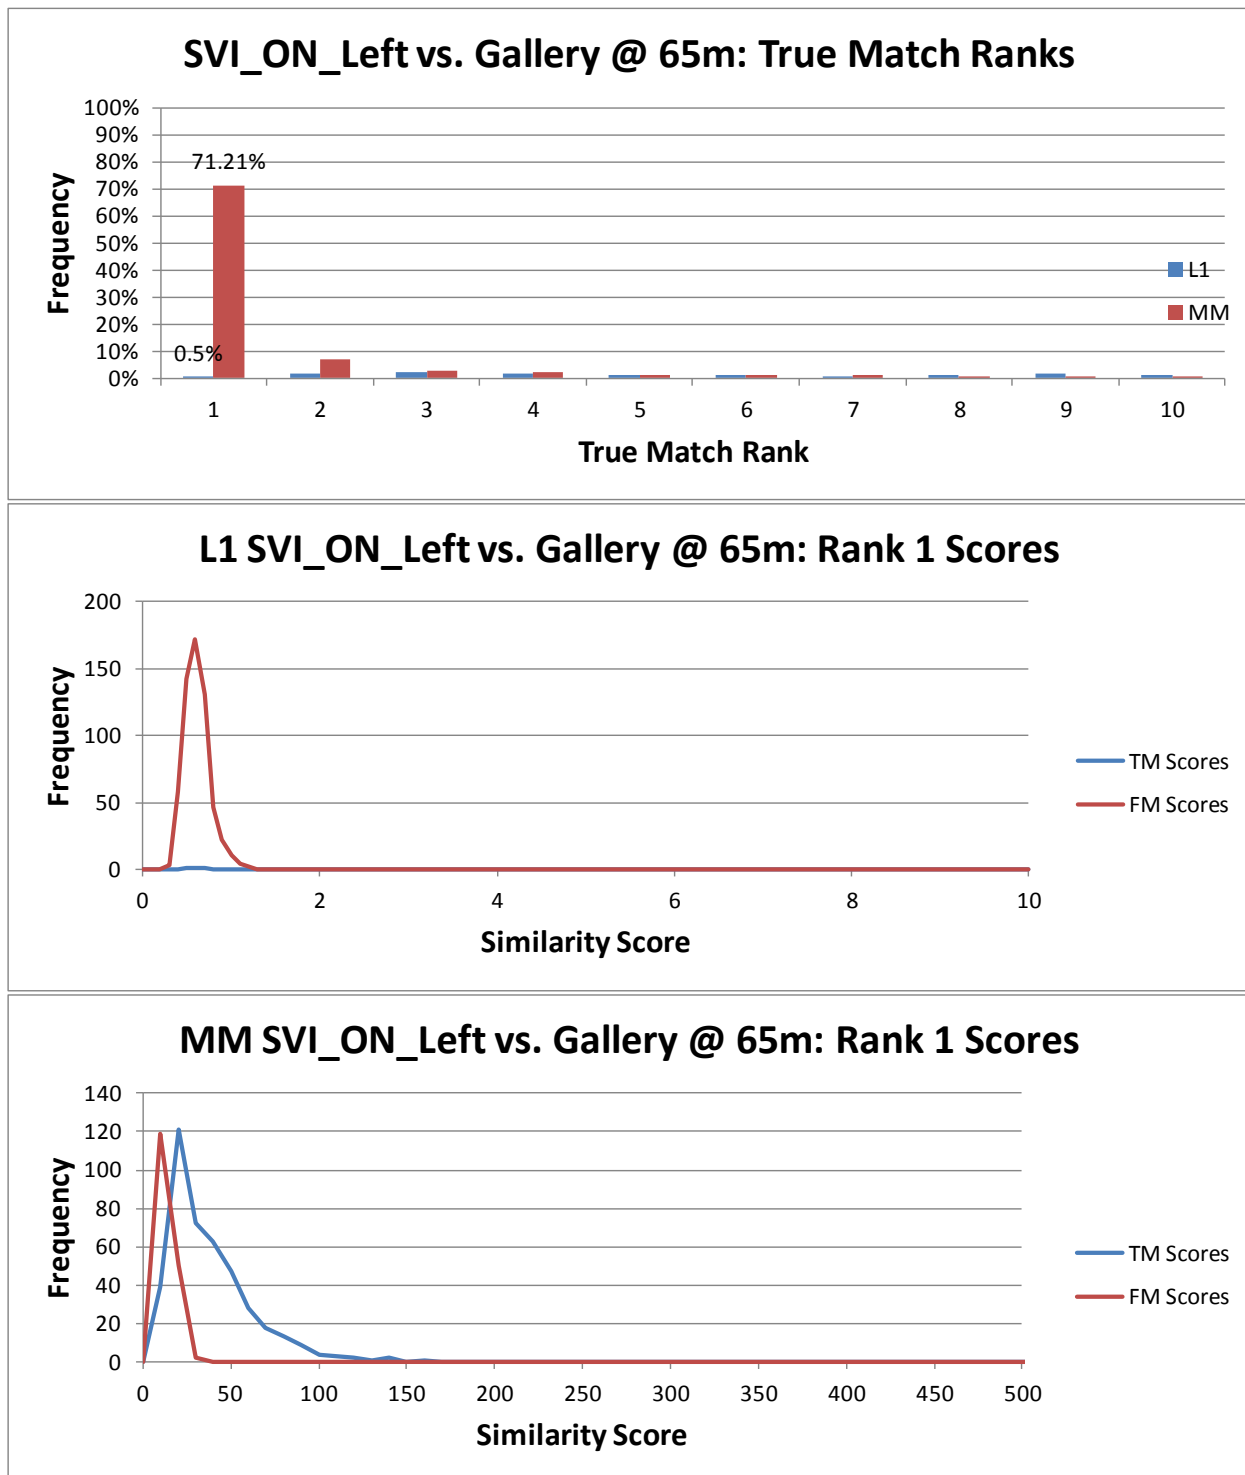 SVI_ON_Left vs. Gallery @ 65m: True Match Ranks
100%
90%
80%
70%
60%
50%
40%
30%
20%
10%
0%
Frequency
71.21%
0.5%
L1
MM
1 2 3 4 5 6 7 8 9 10
True Match Rank
L1 SVI_ON_Left vs. Gallery @ 65m: Rank 1 Scores
200
150
100
50
0
Frequency
TM Scores
FM Scores
0 2 4 6 8 10
Similarity Score
MM SVI_ON_Left vs. Gallery @ 65m: Rank 1 Scores
140
120
100
80
60
40
20
0
Frequency
TM Scores
FM Scores
0 50 100 150 200 250 300 350 400 450 500
Similarity Score